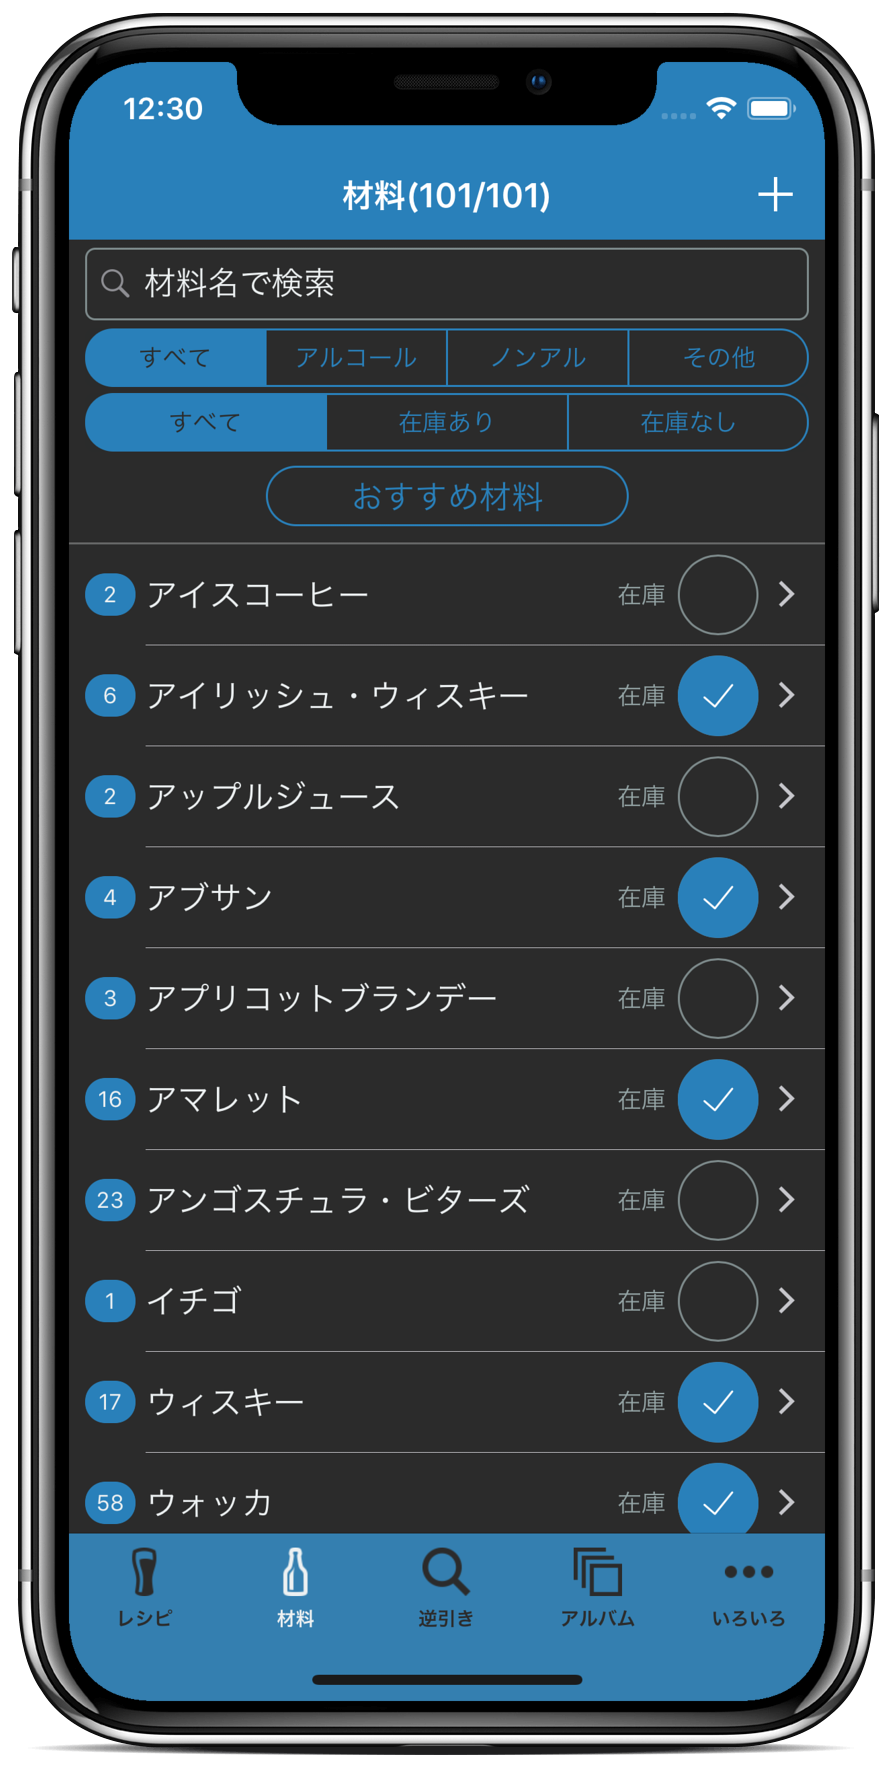 12:30
材料(101/101)
材料名で検索
すべて アルコール ノンアル その他
すべて 在庫あり 在庫なし
おすすめ材料
2 アイスコーヒー 在庫
6 アイリッシュ・ウィスキー 在庫
2 アップルジュース 在庫
4 アブサン 在庫
3 アプリコットブランデー 在庫
16 アマレット 在庫
23 アンゴスチュラ・ビターズ 在庫
1 イチゴ 在庫
17 ウィスキー 在庫
58 ウォッカ 在庫
レシピ 材料 逆引き アルバム いろいろ